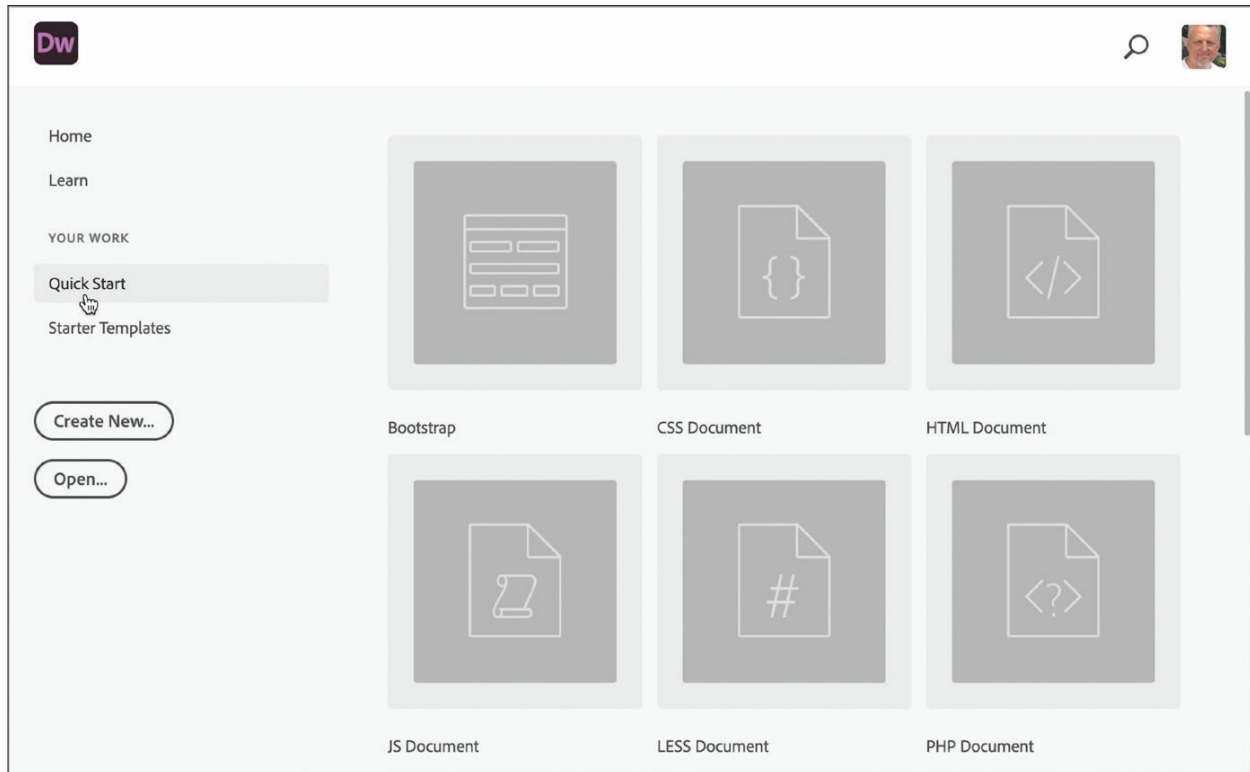 Dw
Home
Learn
YOUR WORK
Quick Start
Starter Templates
Create New...
Open...
Bootstrap
{ }
CSS Document
</>
HTML Document
JS Document
#
LESS Document
<?>
PHP Document